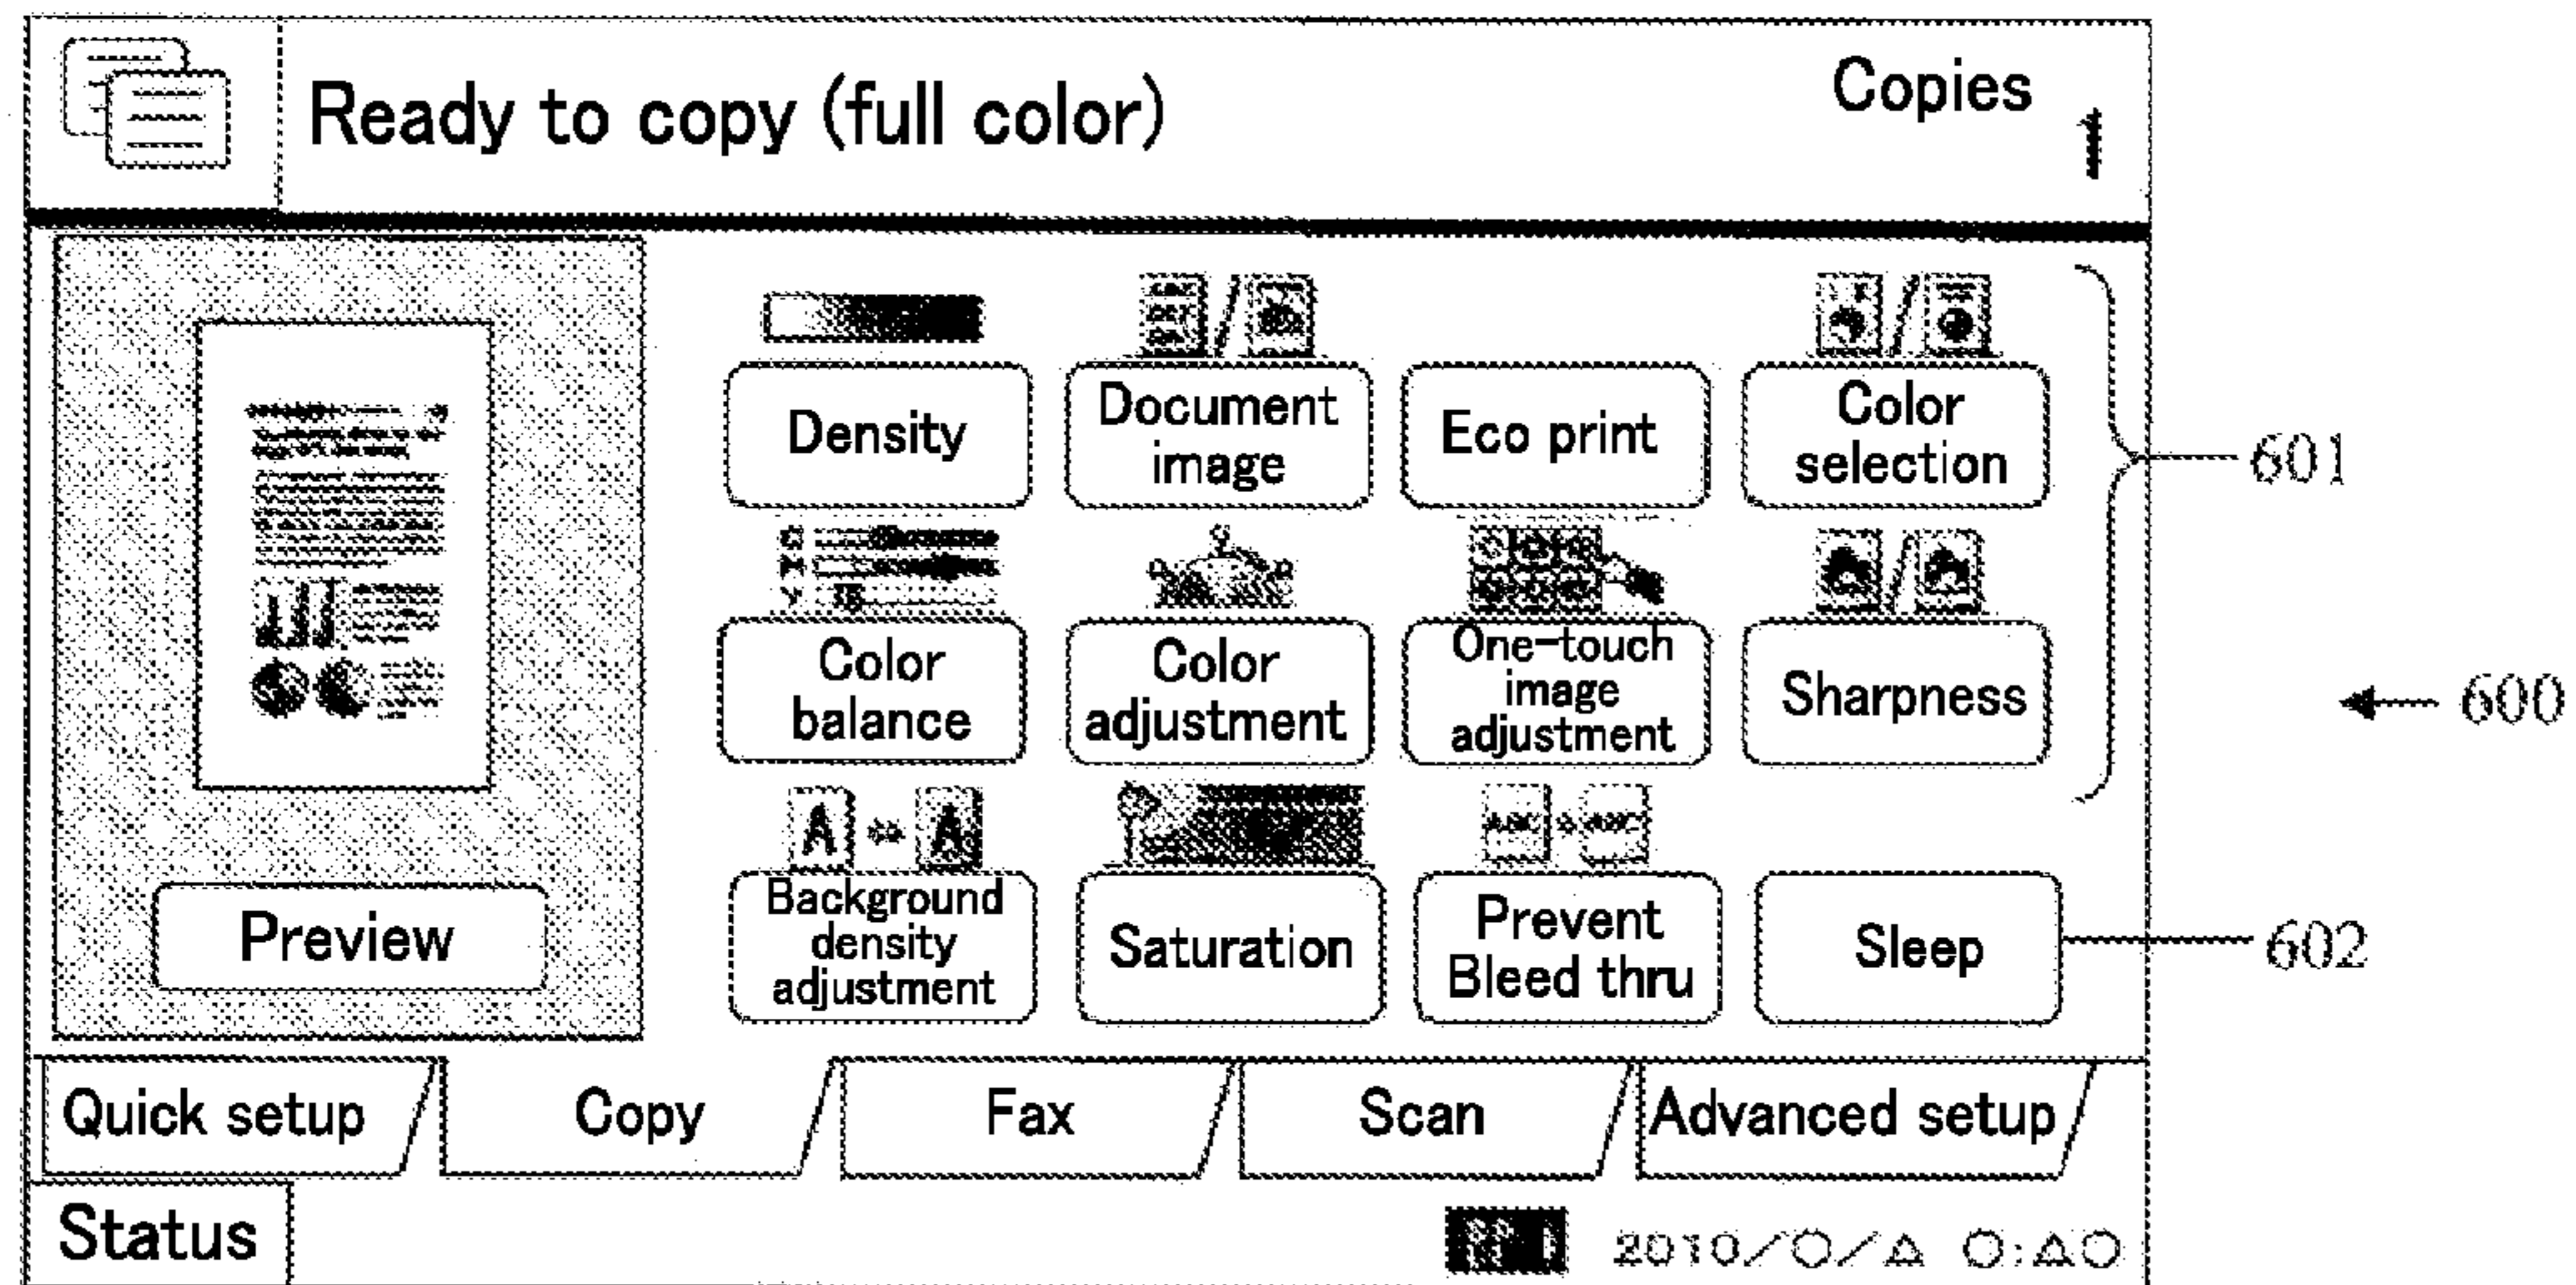 Ready to copy (full color)
Copies
1
Density
Document
image
Eco print
Color
selection
601
Color
balance
Color
adjustment
One-touch
image
adjustment
Sharpness
600
A
A
Background
density
adjustment
Saturation
Prevent
Bleed thru
Sleep
602
Preview
Quick setup
Copy
Fax
Scan
Advanced setup
Status
2010/○/△ ○:△○